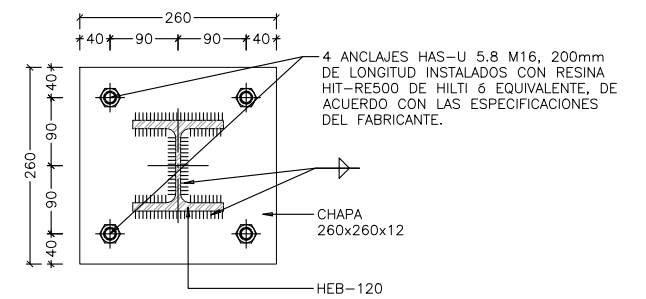 260
40 90 90 40
4 ANCLAJES HAS-U 5.8 M16, 200mm
DE LONGITUD INSTALADOS CON RESINA
HIT-RE500 DE HILTI ó EQUIVALENTE, DE
ACUERDO CON LAS ESPECIFICACIONES
DEL FABRICANTE.
260
40
90
90
40
CHAPA
260x260x12
HEB-120